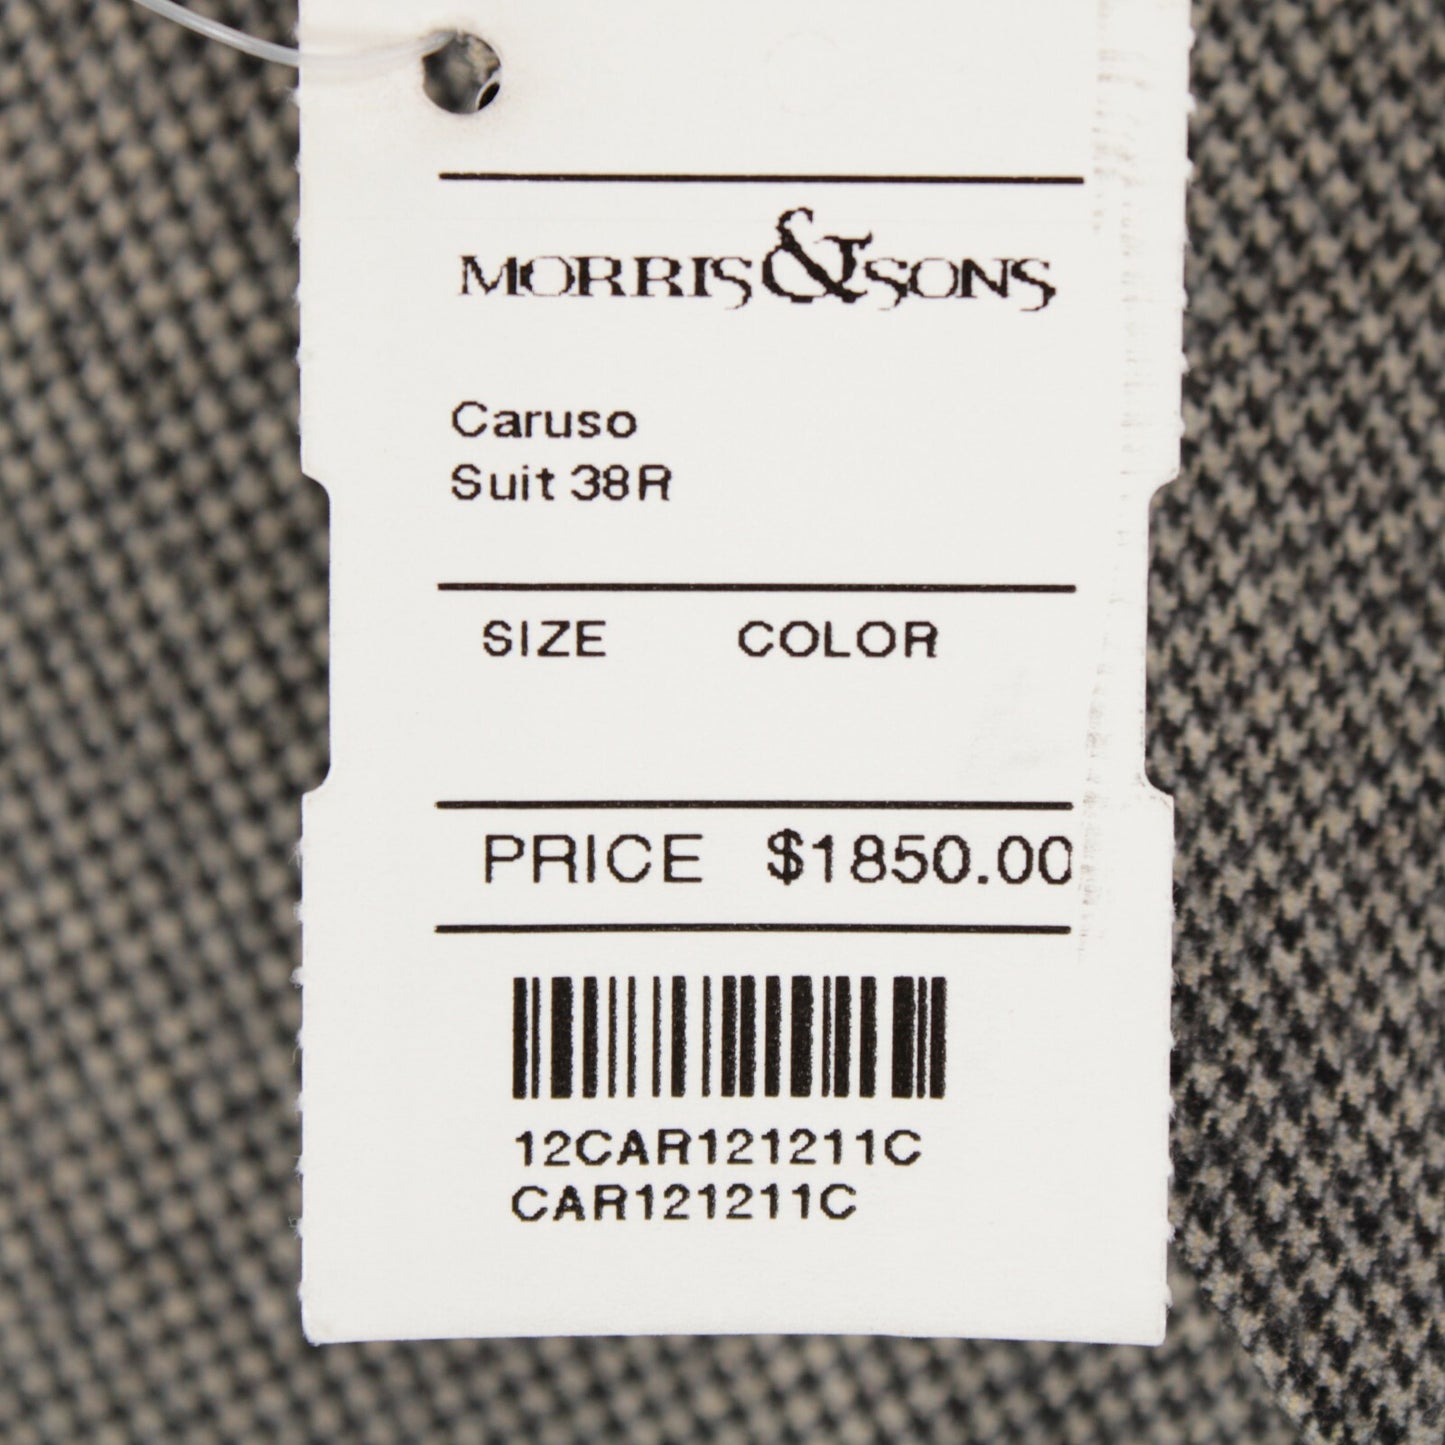 MORRIS&SONS
Caruso
Suit 38R
SIZE COLOR
PRICE $1850.00
12CAR121211C
CAR121211C